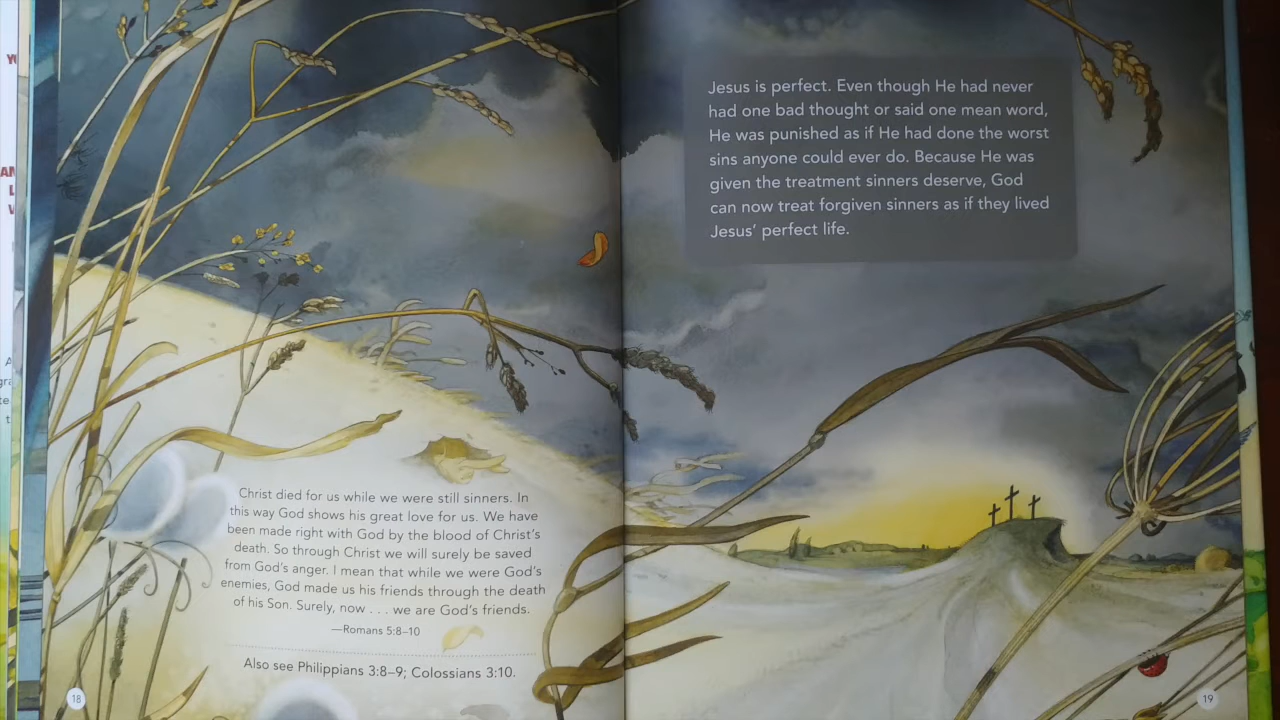 Christ died for us while we were still sinners. In
this way God shows his great love for us. We have
been made right with God by the blood of Christ's
death. So through Christ we will surely be saved
from God's anger. I mean that while we were God's
enemies, God made us his friends through the death
of his Son. Surely, now . . . we are God's friends.
—Romans 5:8–10
Also see Philippians 3:8–9; Colossians 3:10.
18
Jesus is perfect. Even though He had never
had one bad thought or said one mean word,
He was punished as if He had done the worst
sins anyone could ever do. Because He was
given the treatment sinners deserve, God
can now treat forgiven sinners as if they lived
Jesus' perfect life.
19